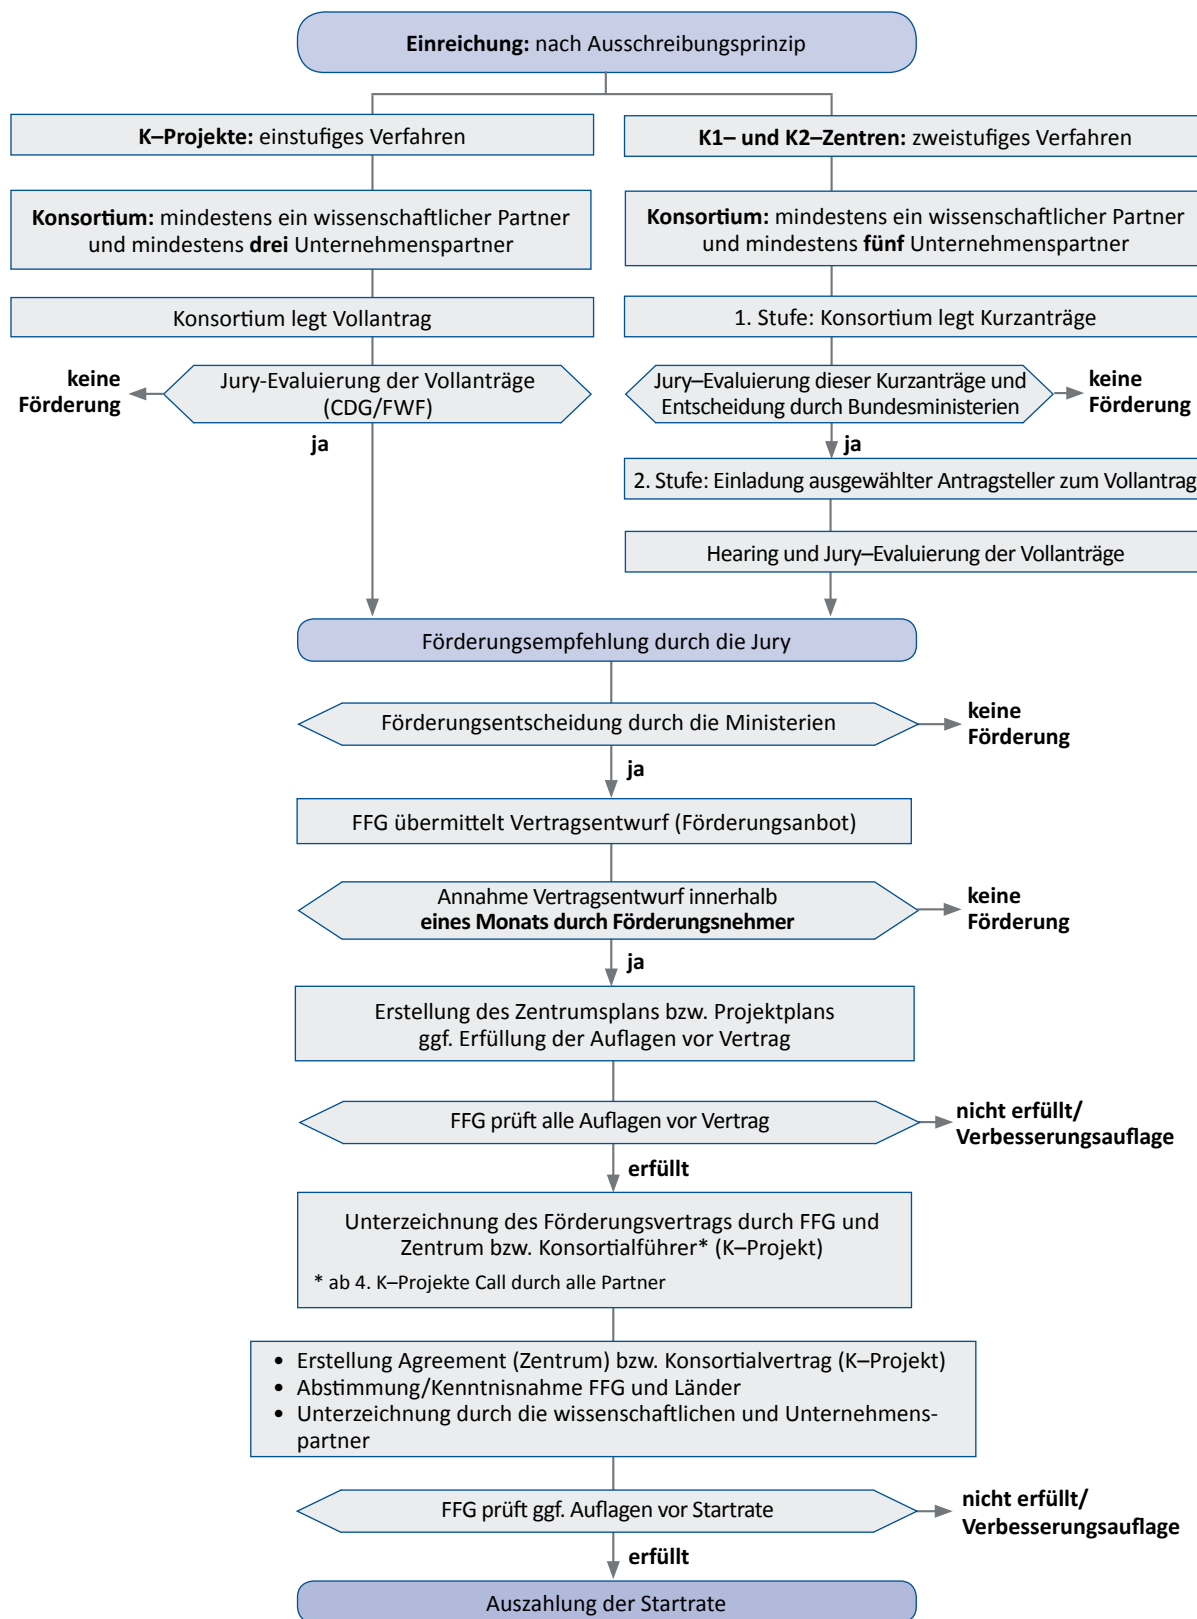 Einreichung: nach Ausschreibungsprinzip
K–Projekte: einstufiges Verfahren
K1– und K2–Zentren: zweistufiges Verfahren
Konsortium: mindestens ein wissenschaftlicher Partner
und mindestens drei Unternehmenspartner
Konsortium: mindestens ein wissenschaftlicher Partner
und mindestens fünf Unternehmenspartner
Konsortium legt Vollantrag
1. Stufe: Konsortium legt Kurzanträge
keine
Förderung
Jury-Evaluierung der Vollanträge
(CDG/FWF)
Jury–Evaluierung dieser Kurzanträge und
Entscheidung durch Bundesministerien
keine
Förderung
ja
ja
2. Stufe: Einladung ausgewählter Antragsteller zum Vollantrag
Hearing und Jury–Evaluierung der Vollanträge
Förderungsempfehlung durch die Jury
Förderungsentscheidung durch die Ministerien
keine
Förderung
ja
FFG übermittelt Vertragsentwurf (Förderungsanbot)
Annahme Vertragsentwurf innerhalb
eines Monats durch Förderungsnehmer
keine
Förderung
ja
Erstellung des Zentrumsplans bzw. Projektplans
ggf. Erfüllung der Auflagen vor Vertrag
FFG prüft alle Auflagen vor Vertrag
nicht erfüllt/
Verbesserungsauflage
erfüllt
Unterzeichnung des Förderungsvertrags durch FFG und
Zentrum bzw. Konsortialführer* (K–Projekt)
* ab 4. K–Projekte Call durch alle Partner
• Erstellung Agreement (Zentrum) bzw. Konsortialvertrag (K–Projekt)
• Abstimmung/Kenntnisnahme FFG und Länder
• Unterzeichnung durch die wissenschaftlichen und Unternehmens-
partner
FFG prüft ggf. Auflagen vor Startrate
nicht erfüllt/
Verbesserungsauflage
erfüllt
Auszahlung der Startrate